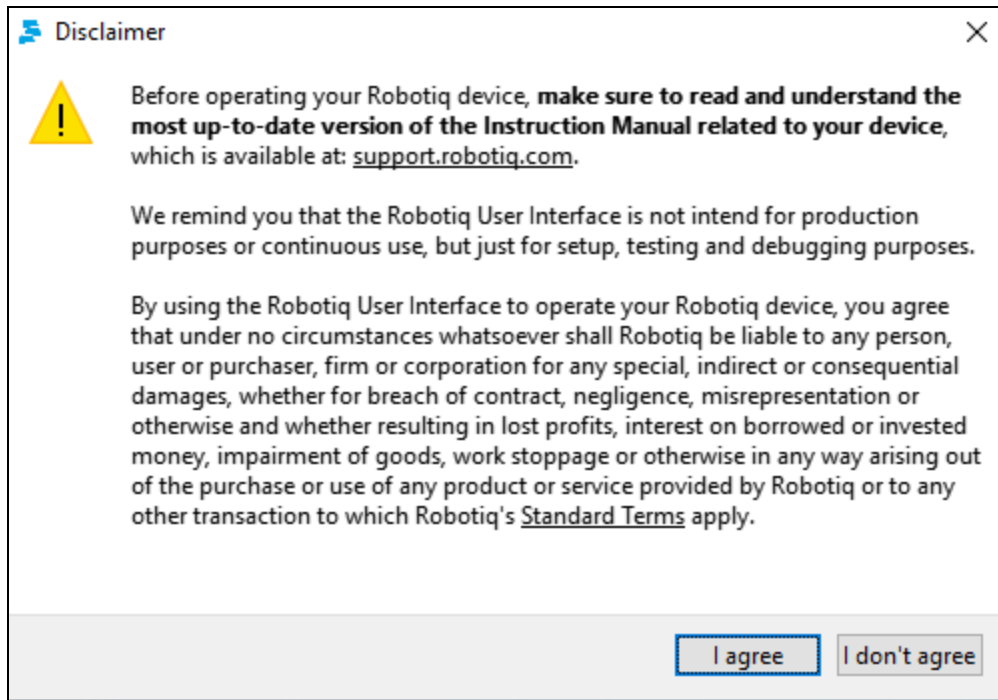 Disclaimer
Before operating your Robotiq device, make sure to read and understand the
most up-to-date version of the Instruction Manual related to your device,
which is available at: support.robotiq.com.
We remind you that the Robotiq User Interface is not intend for production
purposes or continuous use, but just for setup, testing and debugging purposes.
By using the Robotiq User Interface to operate your Robotiq device, you agree
that under no circumstances whatsoever shall Robotiq be liable to any person,
user or purchaser, firm or corporation for any special, indirect or consequential
damages, whether for breach of contract, negligence, misrepresentation or
otherwise and whether resulting in lost profits, interest on borrowed or invested
money, impairment of goods, work stoppage or otherwise in any way arising out
of the purchase or use of any product or service provided by Robotiq or to any
other transaction to which Robotiq's Standard Terms apply.
I agree
I don't agree